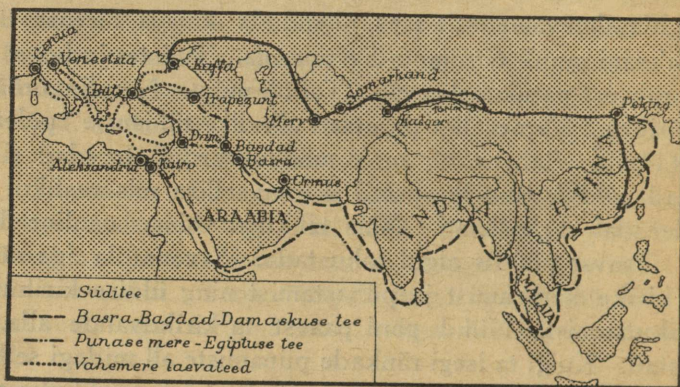 Genua
Veneetsia
Kaffa
Büts
Trapezunt
Samarkand
Merv
Kašgar
Peking
Dam.
Bagdad
Basra
Aleksandria
Kairo
Ormus
ARAABIA
INDIA
HIINA
MALAIA
Siiditee
Basra-Bagdad-Damaskuse tee
Punase mere-Egiptuse tee
Vahemere laevateed